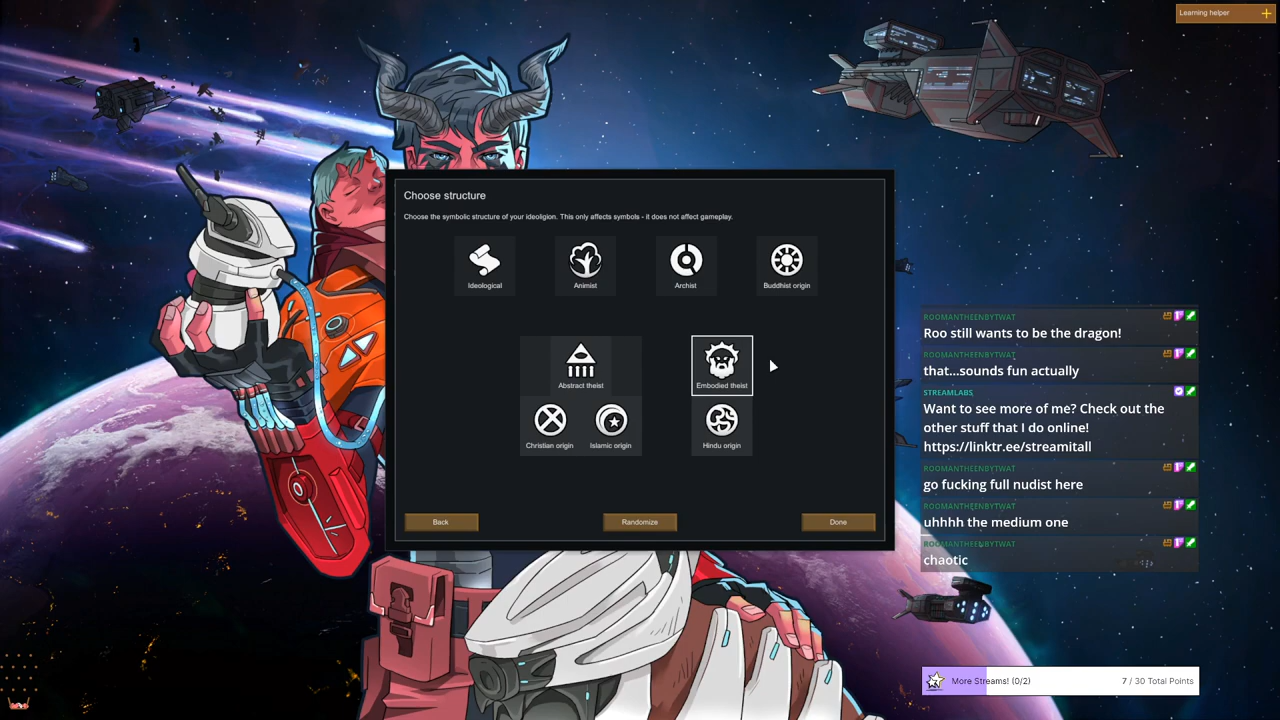 Learning helper
Choose structure
Choose the symbolic structure of your ideoligion. This only affects symbols - it does not affect gameplay.
Ideological
Animist
Archist
Buddhist origin
Abstract theist
Embodied theist
Christian origin
Islamic origin
Hindu origin
Back
Randomize
Done
ROOMANTHEENBYTWAT
Roo still wants to be the dragon!
ROOMANTHEENBYTWAT
that...sounds fun actually
STREAMLABS
Want to see more of me? Check out the
other stuff that I do online!
https://linktr.ee/streamitall
ROOMANTHEENBYTWAT
go fucking full nudist here
ROOMANTHEENBYTWAT
uhhhh the medium one
ROOMANTHEENBYTWAT
chaotic
More Streams! (0/2)
7 / 30 Total Points